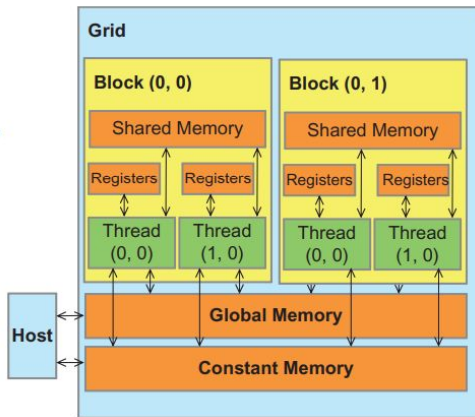 Grid
Block (0, 0)
Shared Memory
Registers
Registers
Thread
(0, 0)
Thread
(1, 0)
Block (0, 1)
Shared Memory
Registers
Registers
Thread
(0, 0)
Thread
(1, 0)
Host
Global Memory
Constant Memory